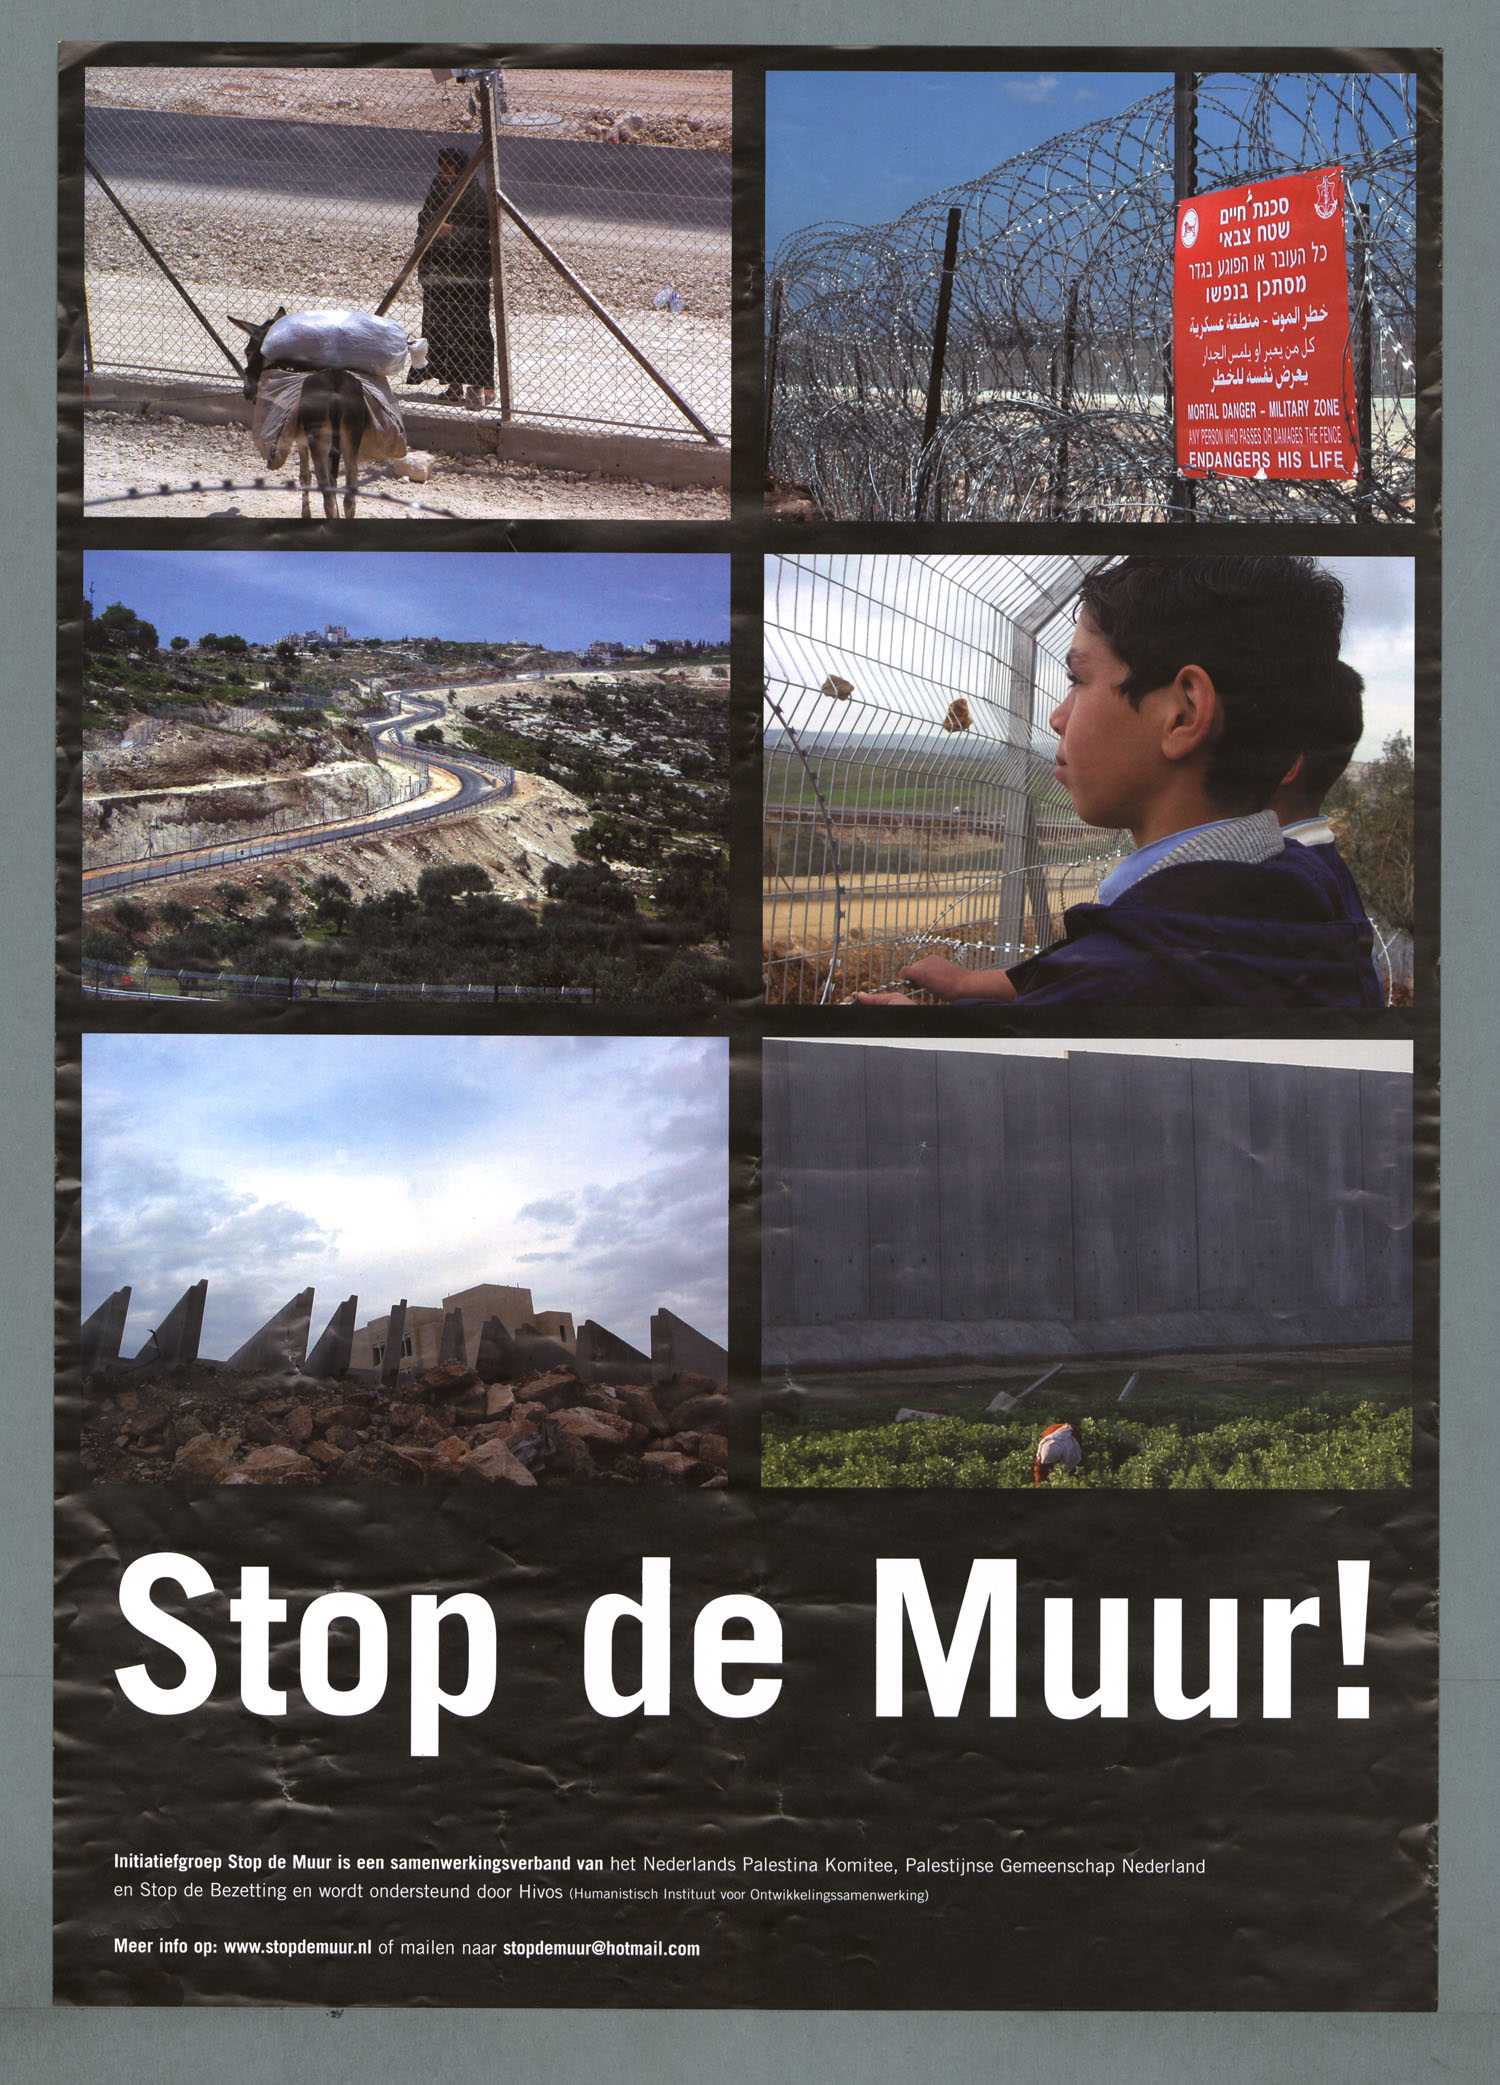 סכנת חיים
שטח צבאי
כל העובר או הפוגע בגדר
מסתכן בנפשו
خطر الموت - منطقة عسكرية
كل من يعبر او يلمس الجدار
يعرض نفسه للخطر
MORTAL DANGER - MILITARY ZONE
ANY PERSON WHO PASSES OR DAMAGES THE FENCE
ENDANGERS HIS LIFE
Stop de Muur!
Initiatiefgroep Stop de Muur is een samenwerkingsverband van het Nederlands Palestina Komitee, Palestijnse Gemeenschap Nederland
en Stop de Bezetting en wordt ondersteund door Hivos (Humanistisch Instituut voor Ontwikkelingssamenwerking)
Meer info op: www.stopdemuur.nl of mailen naar stopdemuur@hotmail.com